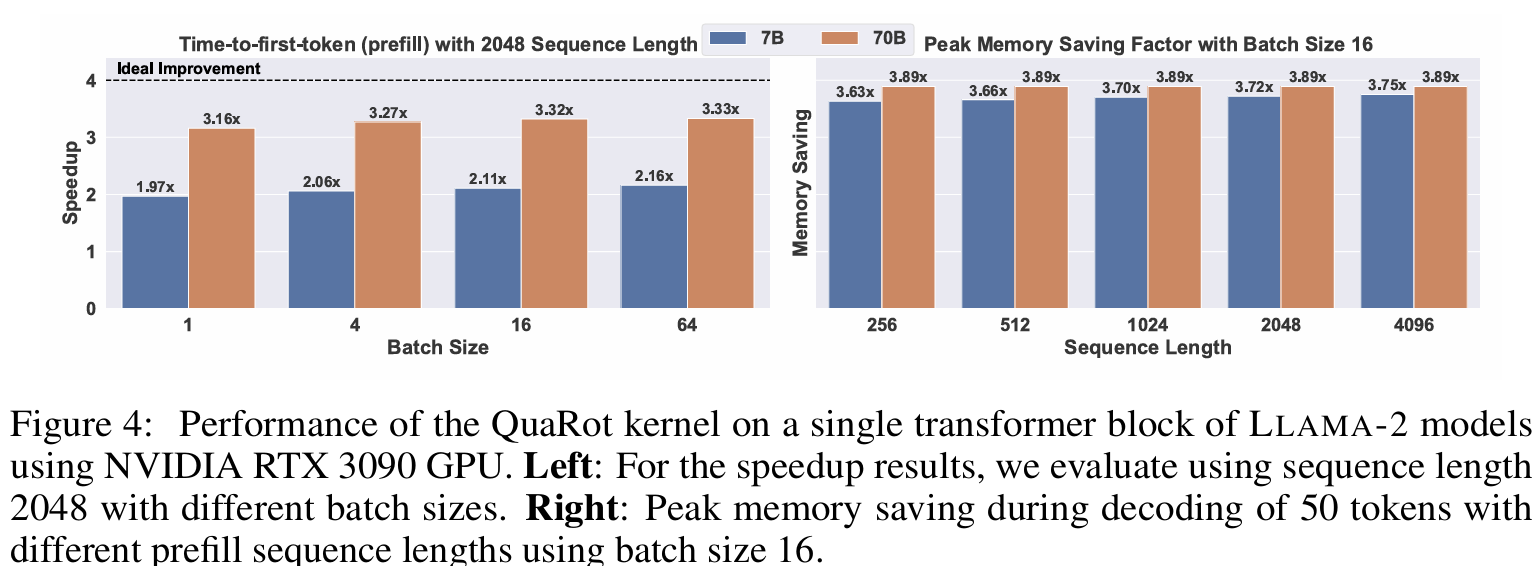 Time-to-first-token (prefill) with 2048 Sequence Length
7B
70B
Peak Memory Saving Factor with Batch Size 16
Ideal Improvement
Speedup
4
3
2
1
0
1.97x
3.16x
2.06x
3.27x
2.11x
3.32x
2.16x
3.33x
1
4
16
64
Batch Size
Memory Saving
3.63x
3.89x
3.66x
3.89x
3.70x
3.89x
3.72x
3.89x
3.75x
3.89x
256
512
1024
2048
4096
Sequence Length
Figure 4: Performance of the QuaRot kernel on a single transformer block of LLAMA-2 models
using NVIDIA RTX 3090 GPU. Left: For the speedup results, we evaluate using sequence length
2048 with different batch sizes. Right: Peak memory saving during decoding of 50 tokens with
different prefill sequence lengths using batch size 16.